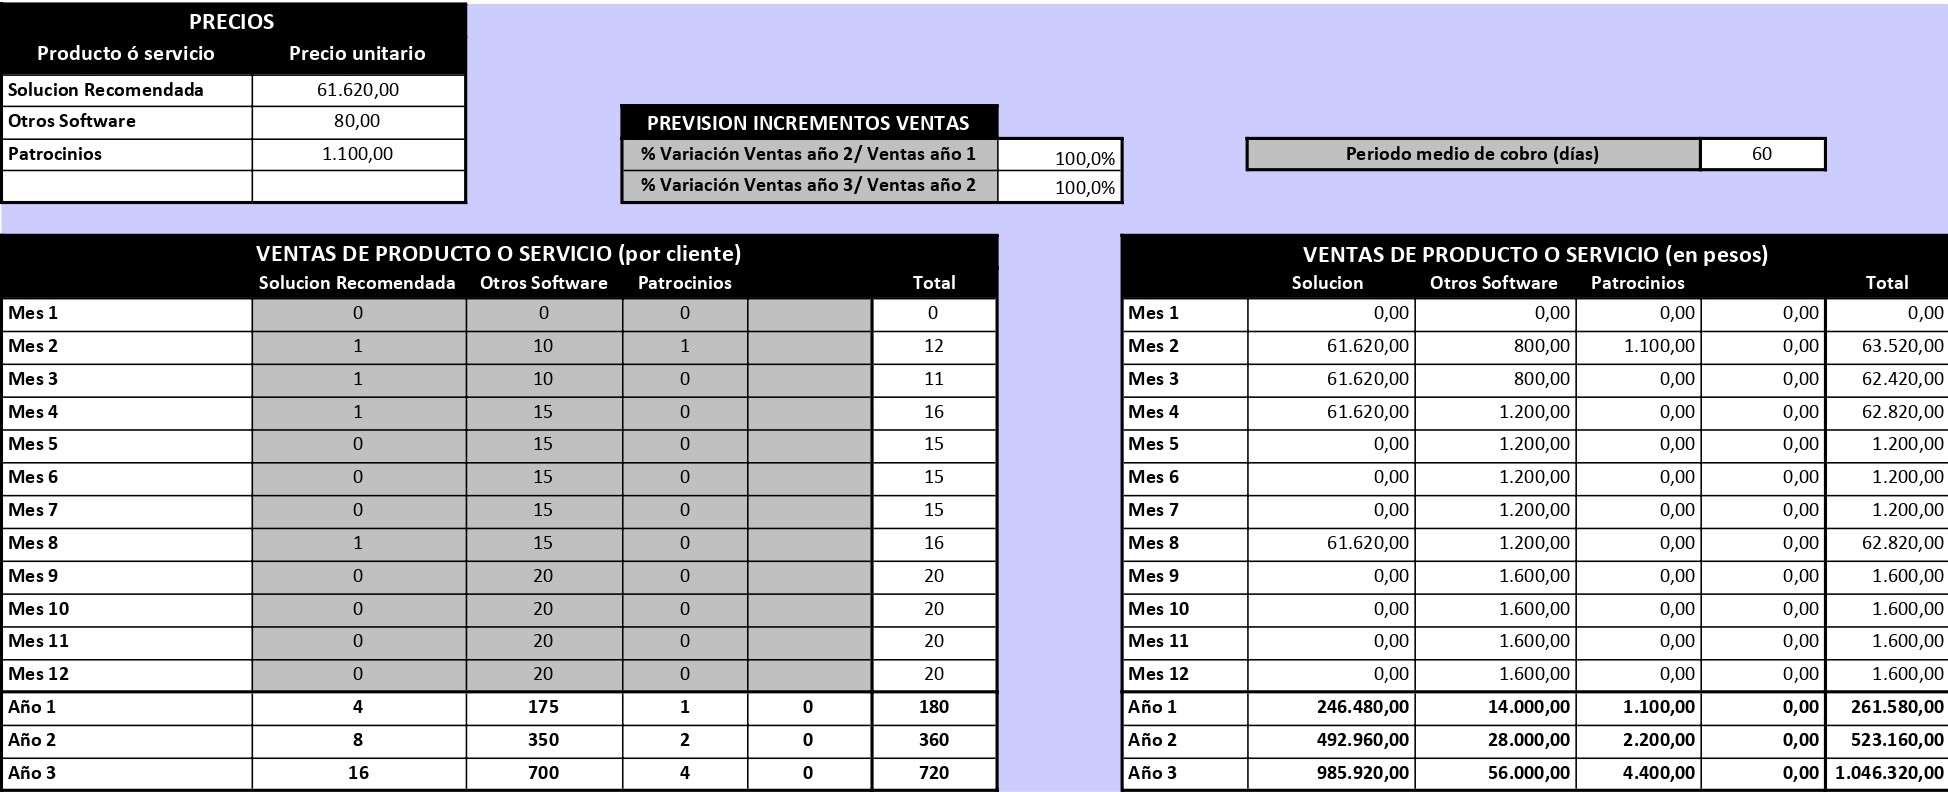 PRECIOS
Producto ó servicio Precio unitario
Solucion Recomendada 61.620,00
Otros Software 80,00
Patrocinios 1.100,00
PREVISION INCREMENTOS VENTAS
% Variación Ventas año 2/ Ventas año 1 100,0%
% Variación Ventas año 3/ Ventas año 2 100,0%
Periodo medio de cobro (días) 60
VENTAS DE PRODUCTO O SERVICIO (por cliente)
Solucion Recomendada Otros Software Patrocinios Total
Mes 1 0 0 0 0
Mes 2 1 10 1 12
Mes 3 1 10 0 11
Mes 4 1 15 0 16
Mes 5 0 15 0 15
Mes 6 0 15 0 15
Mes 7 0 15 0 15
Mes 8 1 15 0 16
Mes 9 0 20 0 20
Mes 10 0 20 0 20
Mes 11 0 20 0 20
Mes 12 0 20 0 20
Año 1 4 175 1 0 180
Año 2 8 350 2 0 360
Año 3 16 700 4 0 720
VENTAS DE PRODUCTO O SERVICIO (en pesos)
Solucion Otros Software Patrocinios Total
Mes 1 0,00 0,00 0,00 0,00 0,00
Mes 2 61.620,00 800,00 1.100,00 0,00 63.520,00
Mes 3 61.620,00 800,00 0,00 0,00 62.420,00
Mes 4 61.620,00 1.200,00 0,00 0,00 62.820,00
Mes 5 0,00 1.200,00 0,00 0,00 1.200,00
Mes 6 0,00 1.200,00 0,00 0,00 1.200,00
Mes 7 0,00 1.200,00 0,00 0,00 1.200,00
Mes 8 61.620,00 1.200,00 0,00 0,00 62.820,00
Mes 9 0,00 1.600,00 0,00 0,00 1.600,00
Mes 10 0,00 1.600,00 0,00 0,00 1.600,00
Mes 11 0,00 1.600,00 0,00 0,00 1.600,00
Mes 12 0,00 1.600,00 0,00 0,00 1.600,00
Año 1 246.480,00 14.000,00 1.100,00 0,00 261.580,00
Año 2 492.960,00 28.000,00 2.200,00 0,00 523.160,00
Año 3 985.920,00 56.000,00 4.400,00 0,00 1.046.320,00